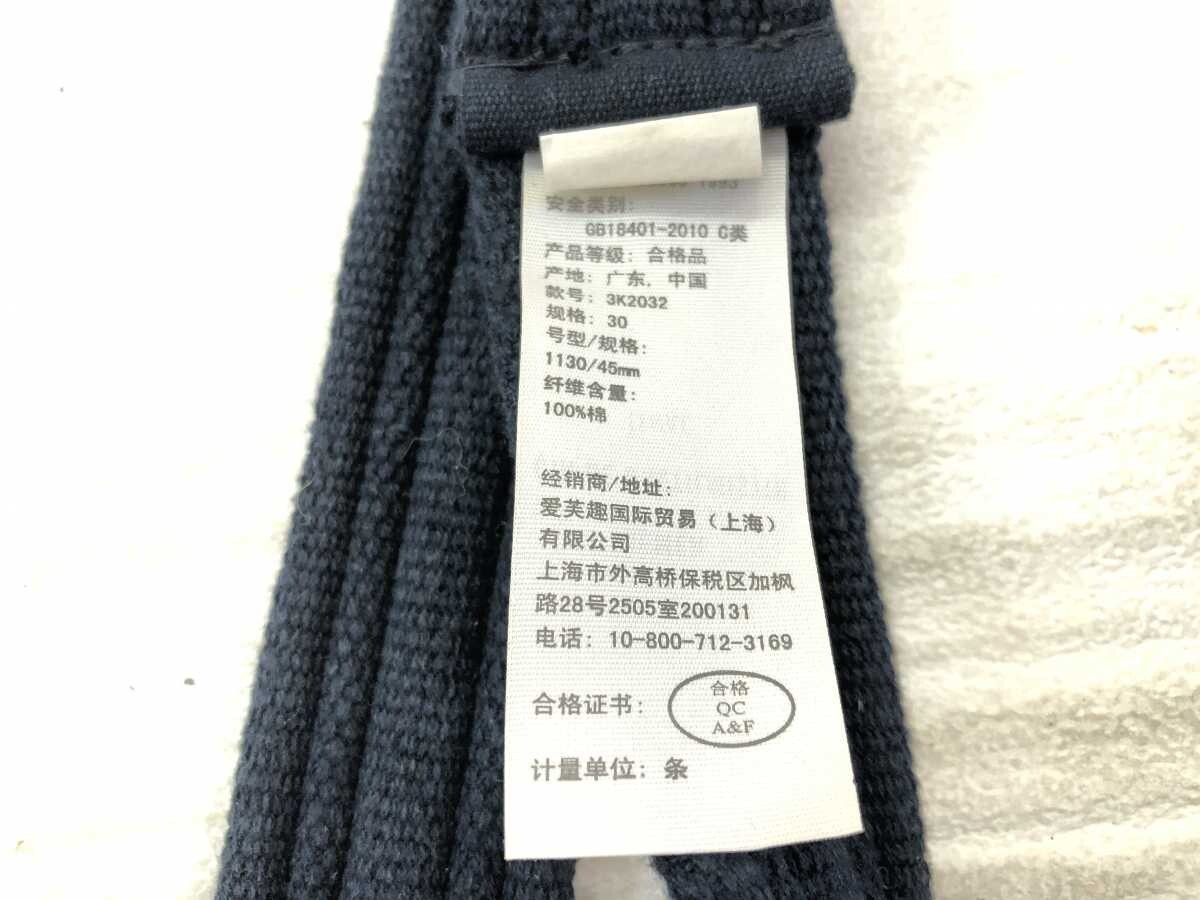 安全类别:
GB18401-2010 C类
产品等级: 合格品
产地: 广东, 中国
款号: 3K2032
规格: 30
号型/规格:
1130/45mm
纤维含量:
100%棉
经销商/地址:
爱芙趣国际贸易（上海）
有限公司
上海市外高桥保税区加枫
路28号2505室200131
电话: 10-800-712-3169
合格证书:
合格
QC
A&F
计量单位: 条